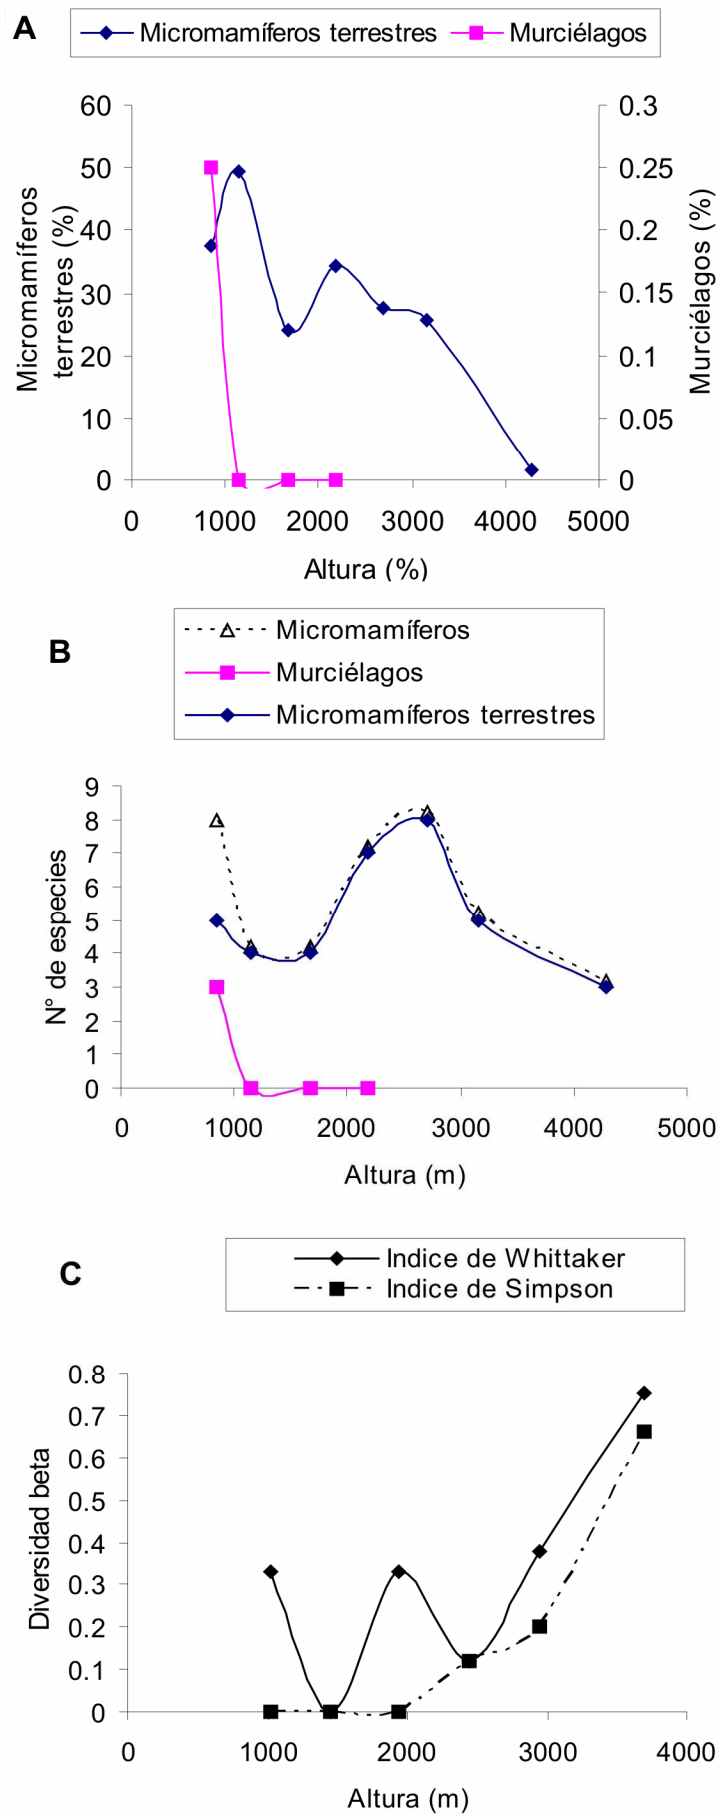 A
Micromamíferos terrestres
Murciélagos
Micromamíferos
terrestres (%)
60
50
40
30
20
10
0
0.3
0.25
0.2
0.15
0.1
0.05
0
Murciélagos (%)
0 1000 2000 3000 4000 5000
Altura (%)
B
Micromamíferos
Murciélagos
Micromamíferos terrestres
N° de especies
9
8
7
6
5
4
3
2
1
0
0 1000 2000 3000 4000 5000
Altura (m)
C
Indice de Whittaker
Indice de Simpson
Diversidad beta
0.8
0.7
0.6
0.5
0.4
0.3
0.2
0.1
0
0 1000 2000 3000 4000
Altura (m)